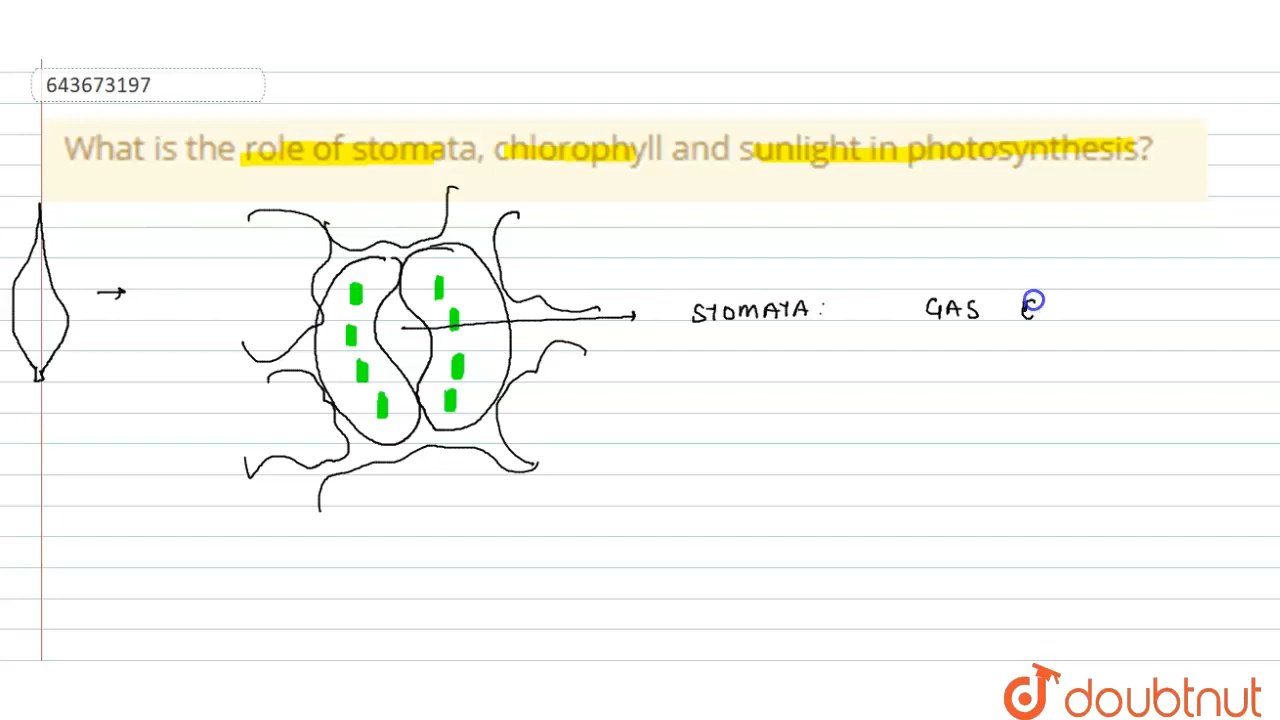 643673197
What is the role of stomata, chlorophyll and sunlight in photosynthesis?
STOMATA : GAS E
doubtnut